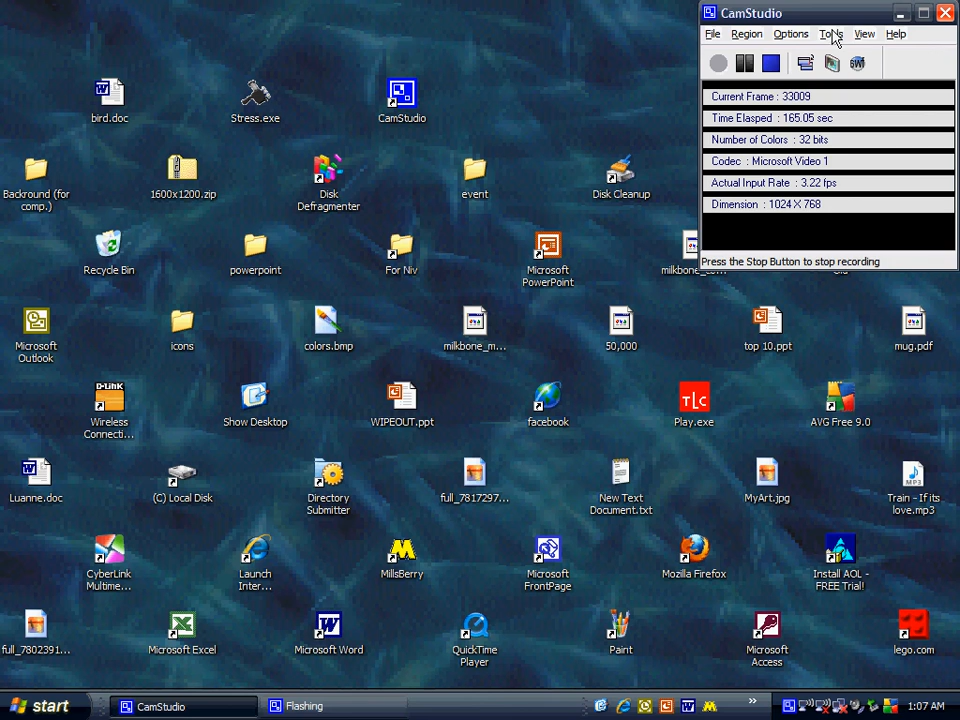 CamStudio
File Region Options Tools View Help
Current Frame : 33009
Time Elasped : 165.05 sec
Number of Colors : 32 bits
Codec : Microsoft Video 1
Actual Input Rate : 3.22 fps
Dimension : 1024 X 768
Press the Stop Button to stop recording
bird.doc
Stress.exe
CamStudio
Backround (for
comp.)
1600x1200.zip
Disk
Defragmenter
event
Disk Cleanup
Recycle Bin
powerpoint
For Niv
Microsoft
PowerPoint
Microsoft
Outlook
icons
colors.bmp
milkbone_m...
50,000
top 10.ppt
mug.pdf
D-Link
Wireless
Connecti...
Show Desktop
WIPEOUT.ppt
facebook
TLC
Play.exe
AVG Free 9.0
Luanne.doc
(C) Local Disk
Directory
Submitter
full_7817297...
New Text
Document.txt
MyArt.jpg
MP3
Train - If its
love.mp3
CyberLink
Multime...
Launch
Inter...
MillsBerry
Microsoft
FrontPage
Mozilla Firefox
Install AOL -
FREE Trial!
full_7802391...
Microsoft Excel
Microsoft Word
QuickTime
Player
Paint
Microsoft
Access
lego.com
start
CamStudio
Flashing
1:07 AM